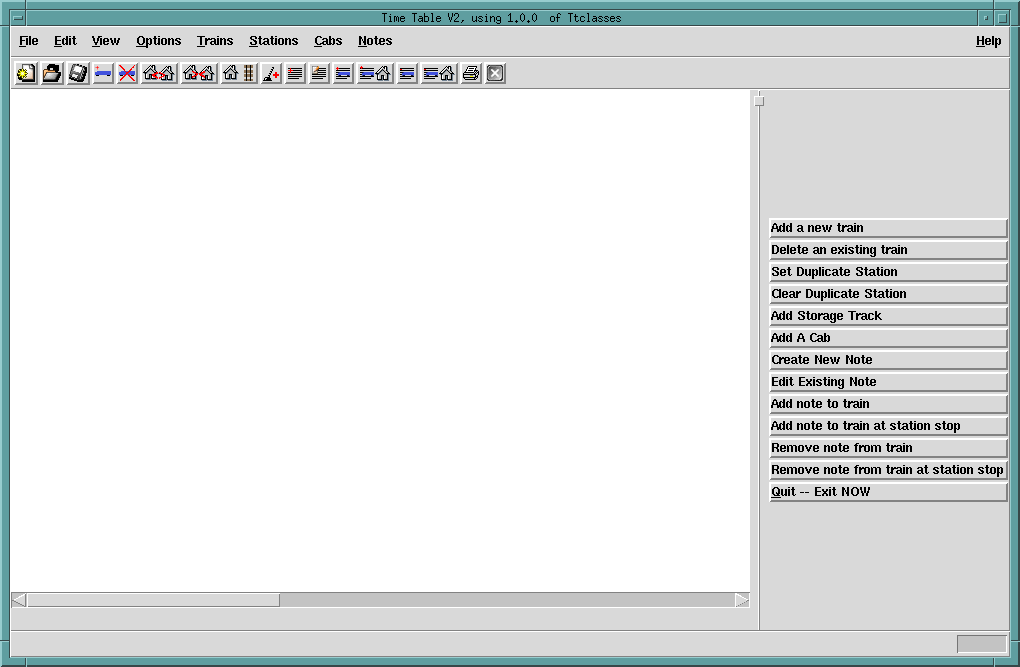 Time Table V2, using 1.0.0 of Ttclasses
File Edit View Options Trains Stations Cabs Notes Help
Add a new train
Delete an existing train
Set Duplicate Station
Clear Duplicate Station
Add Storage Track
Add A Cab
Create New Note
Edit Existing Note
Add note to train
Add note to train at station stop
Remove note from train
Remove note from train at station stop
Quit -- Exit NOW